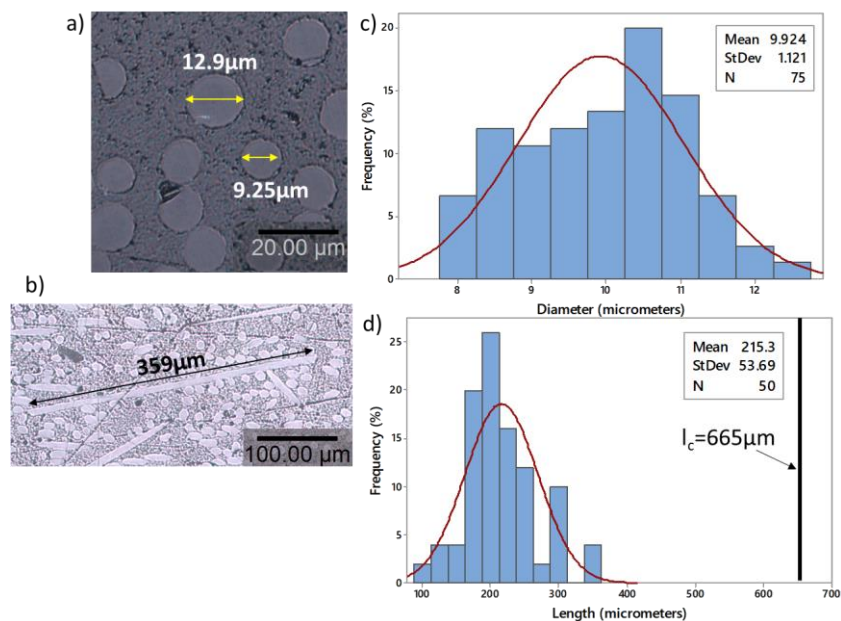 a)
12.9µm
9.25µm
20.00 µm
b)
359µm
100.00 µm
c)
Frequency (%)
20
15
10
5
0
Mean 9.924
StDev 1.121
N 75
8 9 10 11 12
Diameter (micrometers)
d)
Frequency (%)
25
20
15
10
5
0
Mean 215.3
StDev 53.69
N 50
lc=665µm
100 200 300 400 500 600 700
Length (micrometers)